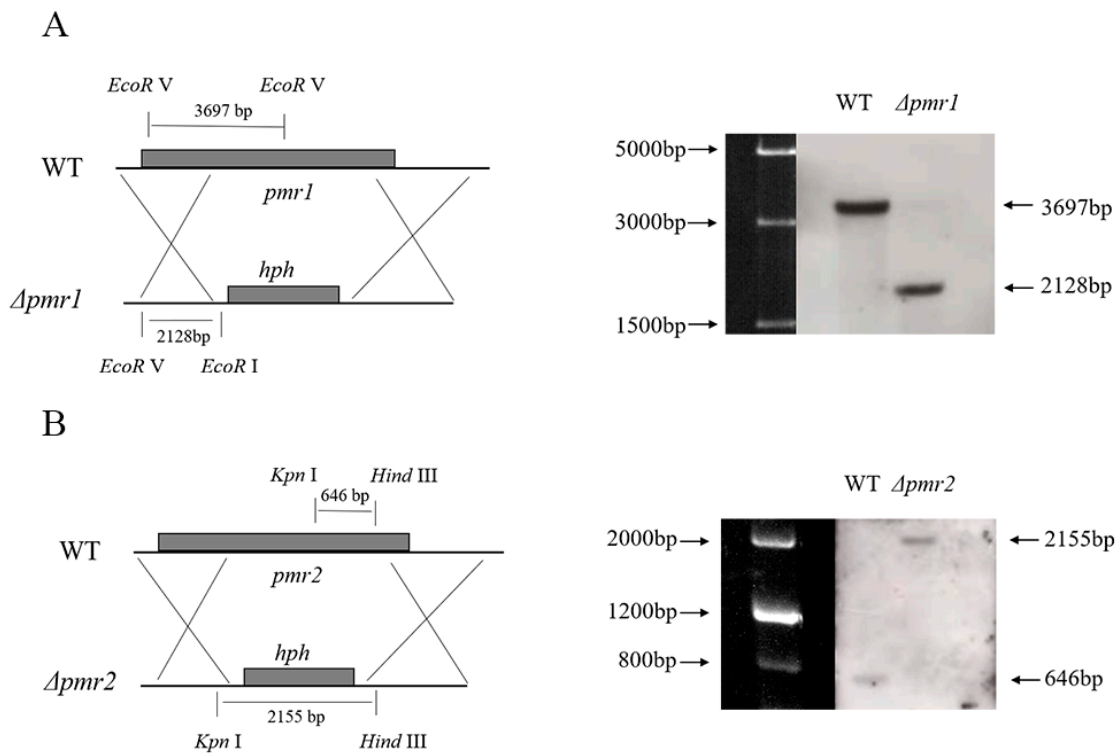 A
EcoR V EcoR V
3697 bp
WT
pmr1
hph
Δpmr1
2128bp
EcoR V EcoR I
WT Δpmr1
5000bp
3000bp
1500bp
3697bp
2128bp
B
Kpn I Hind III
646 bp
WT
pmr2
hph
Δpmr2
2155 bp
Kpn I Hind III
WT Δpmr2
2000bp
1200bp
800bp
2155bp
646bp